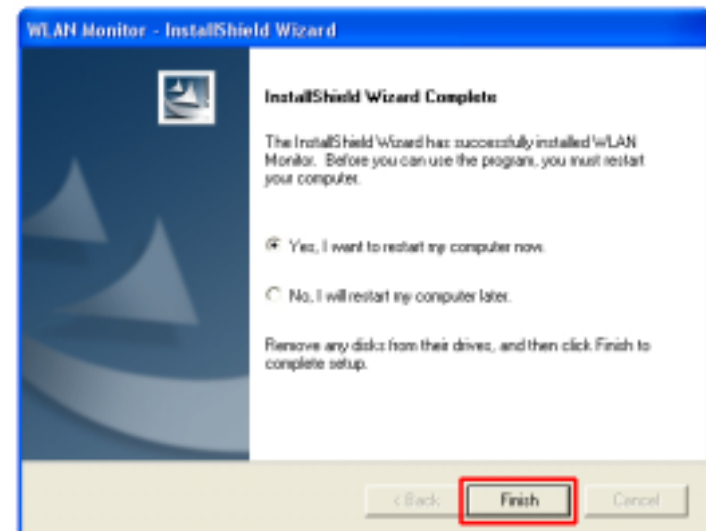 WLAN Monitor - InstallShield Wizard
InstallShield Wizard Complete
The InstallShield Wizard has successfully installed WLAN
Monitor. Before you can use the program, you must restart
your computer.
Yes, I want to restart my computer now.
No, I will restart my computer later.
Remove any disks from their drives, and then click Finish to
complete setup.
< Back Finish Cancel